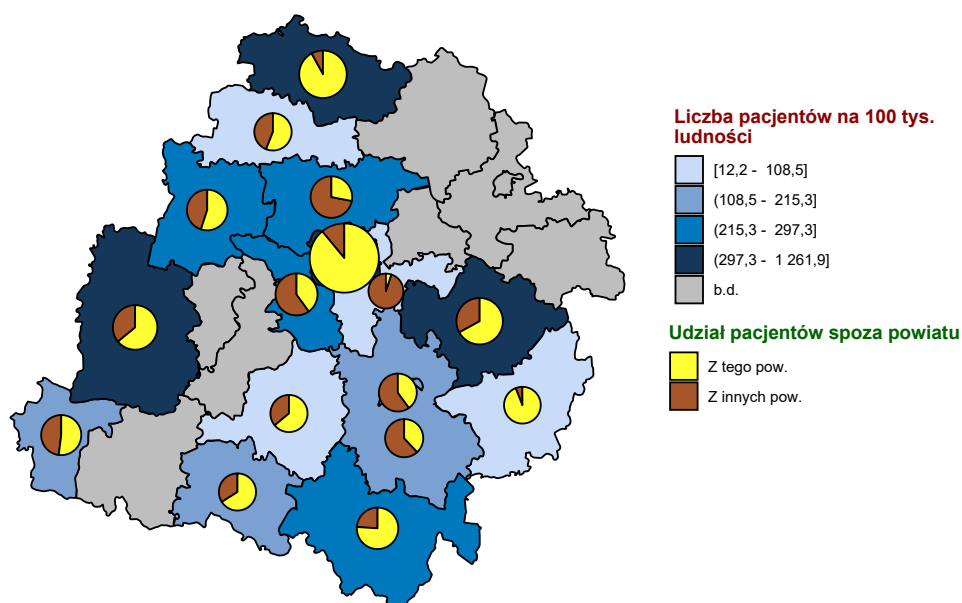 Liczba pacjentów na 100 tys.
ludności
[12,2 - 108,5]
(108,5 - 215,3]
(215,3 - 297,3]
(297,3 - 1 261,9]
b.d.
Udział pacjentów spoza powiatu
Z tego pow.
Z innych pow.